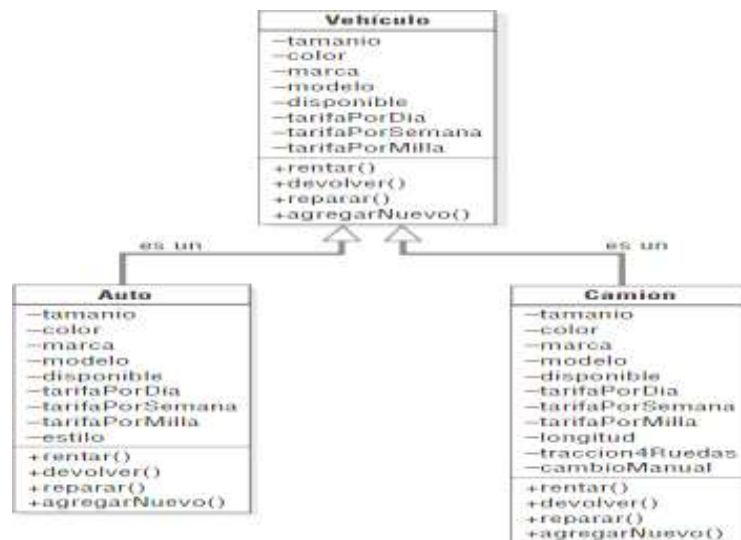 Vehículo
−tamanio
−color
−marca
−modelo
−disponible
−tarifaPorDia
−tarifaPorSemana
−tarifaPorMilla
+rentar()
+devolver()
+reparar()
+agregarNuevo()
es un
es un
Auto
−tamanio
−color
−marca
−modelo
−disponible
−tarifaPorDía
−tarifaPorSemana
−tarifaPorMilla
−estilo
+rentar()
+devolver()
+reparar()
+agregarNuevo()
Camion
−tamanio
−color
−marca
−modelo
−disponible
−tarifaPorDia
−tarifaPorSemana
−tarifaPorMilla
−longitud
−traccion4Ruedas
−cambioManual
+rentar()
+devolver()
+reparar()
+agregarNuevo()